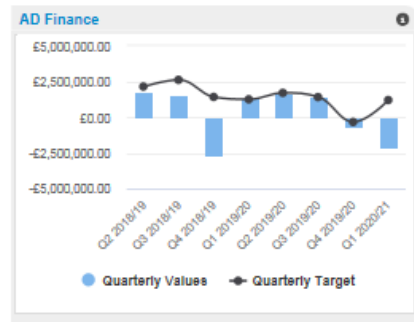 AD Finance
£5,000,000.00
£2,500,000.00
£0.00
-£2,500,000.00
-£5,000,000.00
Q2 2018/19
Q3 2018/19
Q4 2018/19
Q1 2019/20
Q2 2019/20
Q3 2019/20
Q4 2019/20
Q1 2020/21
Quarterly Values
Quarterly Target